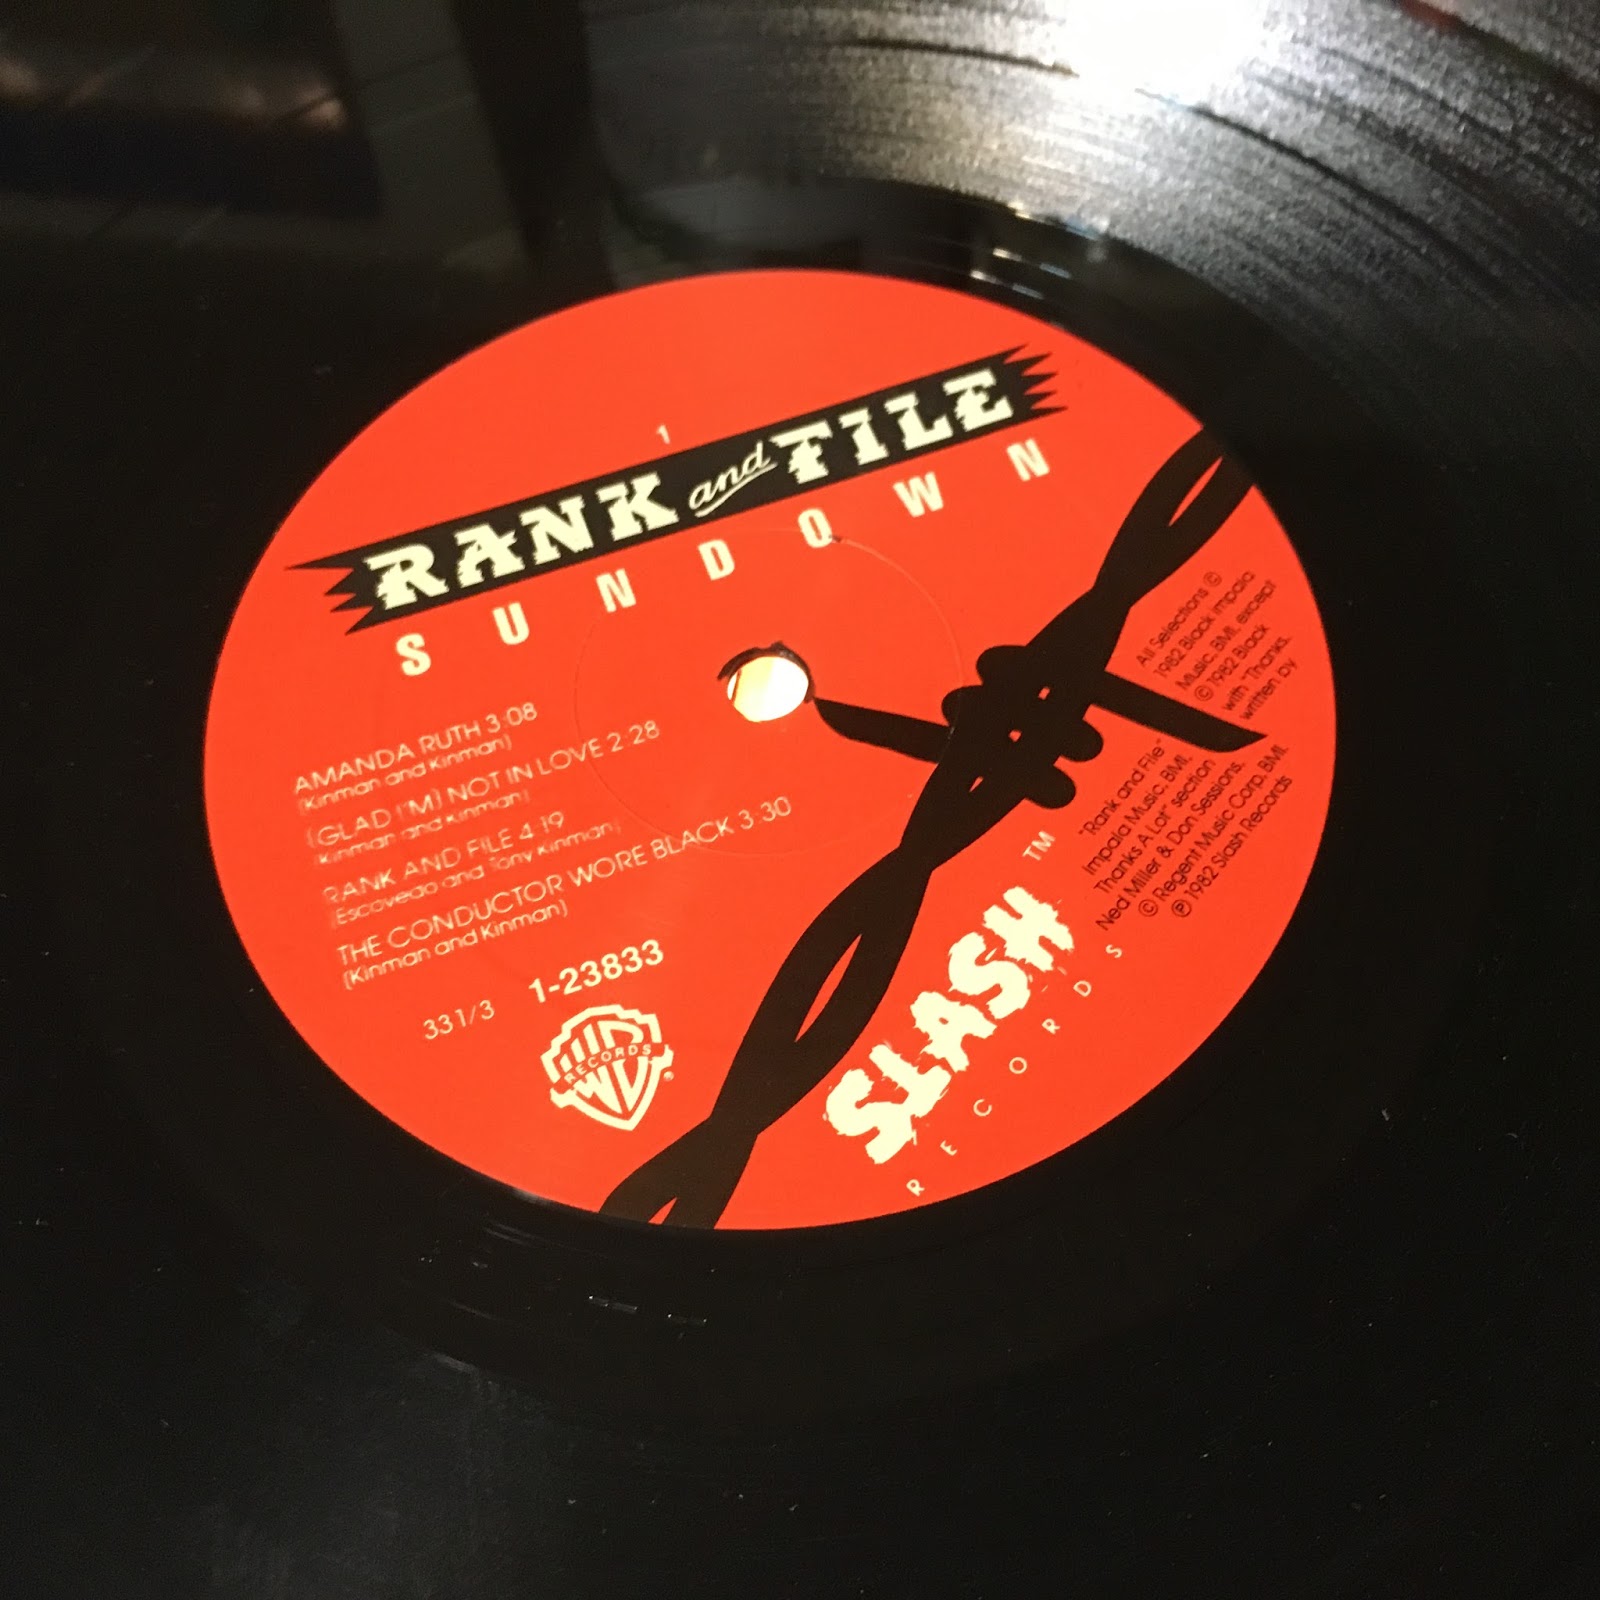 1
RANK and FILE
SUNDOWN
AMANDA RUTH 3:08
(Kinman and Kinman)
(GLAD I'M) NOT IN LOVE 2:28
(Kinman and Kinman)
RANK AND FILE 4:19
(Escovedo and Tony Kinman)
THE CONDUCTOR WORE BLACK 3:30
(Kinman and Kinman)
33 1/3 1-23833
WB
RECORDS
®
SLASH TM
RECORDS
All Selections ©
1982 Black Impala
Music, BMI, except
"Rank and File"
© 1982 Black
Impala Music, BMI,
with "Thanks,
Thanks A Lot" section
written by
Ned Miller & Don Sessions,
© Regent Music Corp. BMI.
℗ 1982 Slash Records